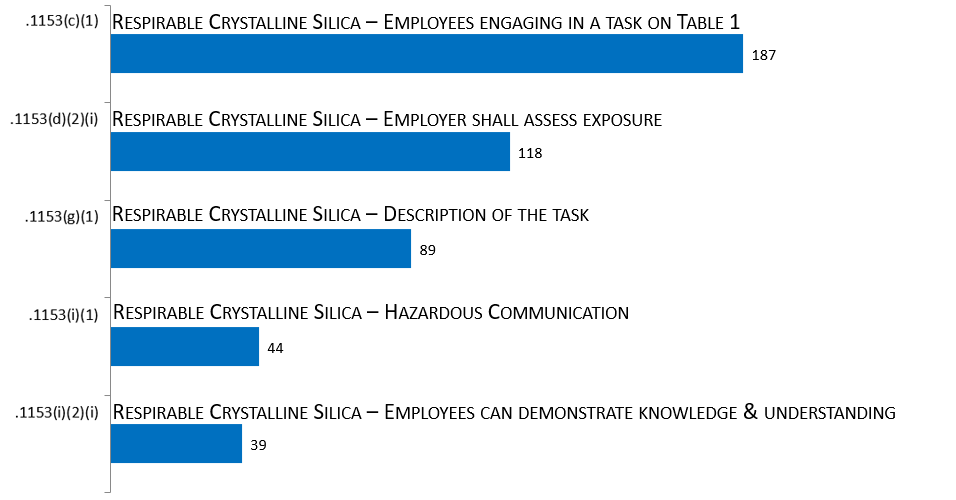 .1153(c)(1) Respirable Crystalline Silica – Employees engaging in a task on Table 1
187
.1153(d)(2)(i) Respirable Crystalline Silica – Employer shall assess exposure
118
.1153(g)(1) Respirable Crystalline Silica – Description of the task
89
.1153(i)(1) Respirable Crystalline Silica – Hazardous Communication
44
.1153(i)(2)(i) Respirable Crystalline Silica – Employees can demonstrate knowledge & understanding
39